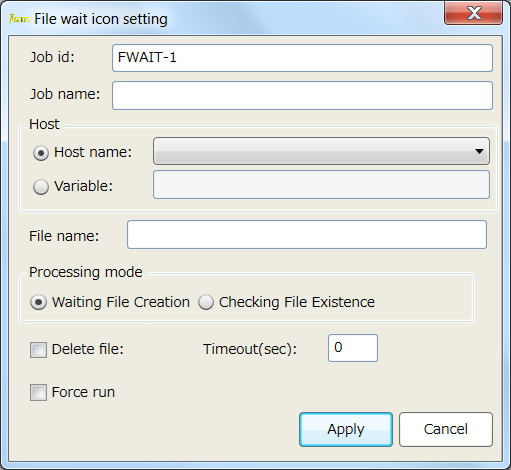 File wait icon setting
Job id: FWAIT-1
Job name:
Host
Host name:
Variable:
File name:
Processing mode
Waiting File Creation Checking File Existence
Delete file: Timeout(sec): 0
Force run
Apply Cancel